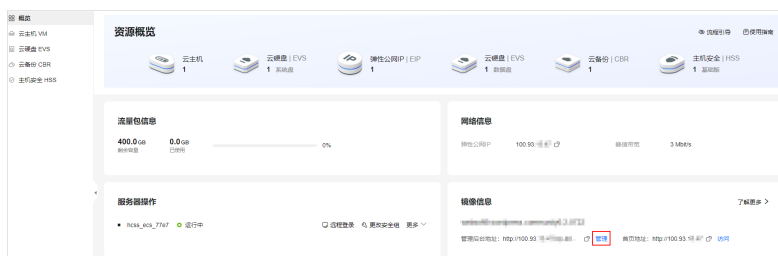 概览
云主机 VM
云硬盘 EVS
云备份 CBR
主机安全 HSS
资源概览
流程引导 使用指南
云主机
1
云硬盘 | EVS
1 系统盘
弹性公网IP | EIP
1
云硬盘 | EVS
1 数据盘
云备份 | CBR
1
主机安全 | HSS
1 基础版
流量包信息
400.0 GB 0.0 GB
剩余容量 已使用
0%
网络信息
弹性公网IP 100.93. 峰值带宽 3 Mbit/s
服务器操作
hcss_ecs_77e7 运行中 远程登录 更改安全组 更多
镜像信息 了解更多
管理后台地址: http://100.93 管理 首页地址: http://100.93. 访问